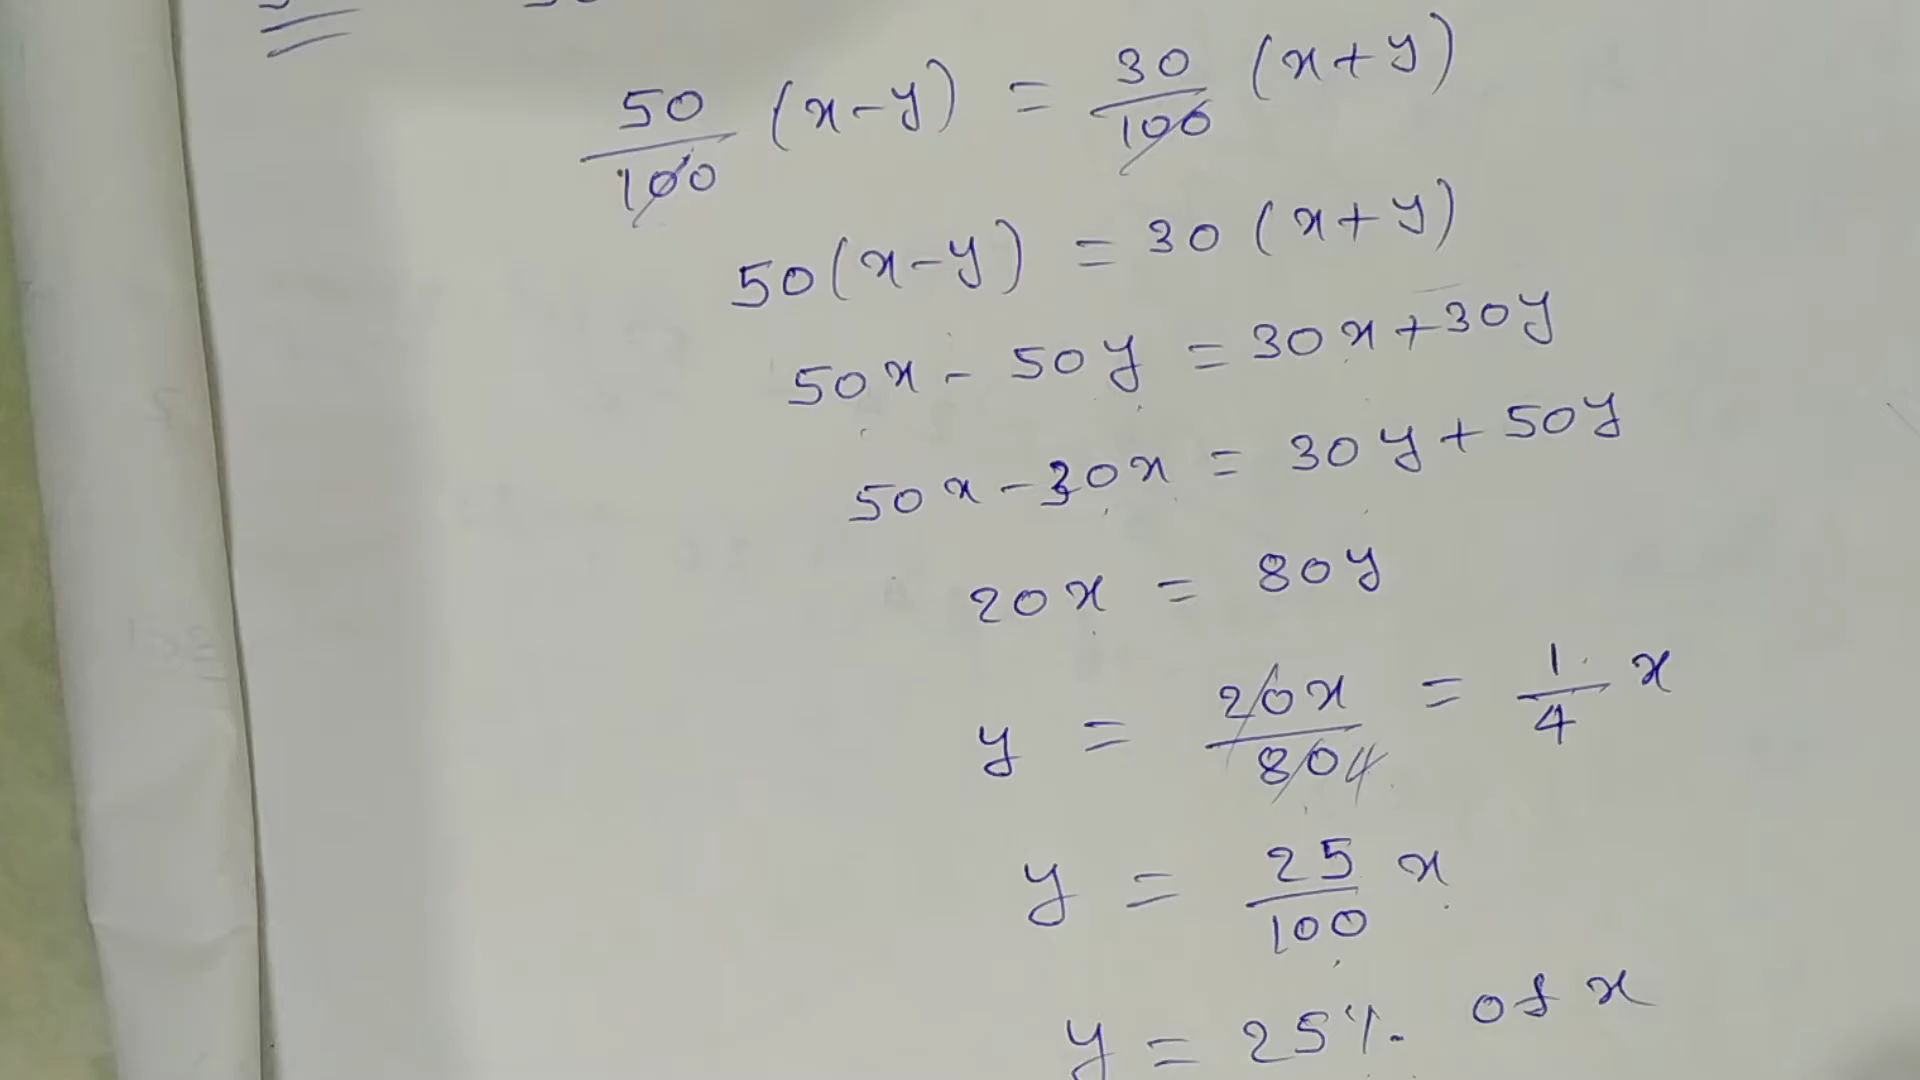 50/100 (x-y) = 30/100 (x+y)
50(x-y) = 30(x+y)
50x - 50y = 30x+30y
50x-30x = 30y+50y
20x = 80y
y = 20x/80 4 = 1/4 x
y = 25/100 x
y = 25% of x